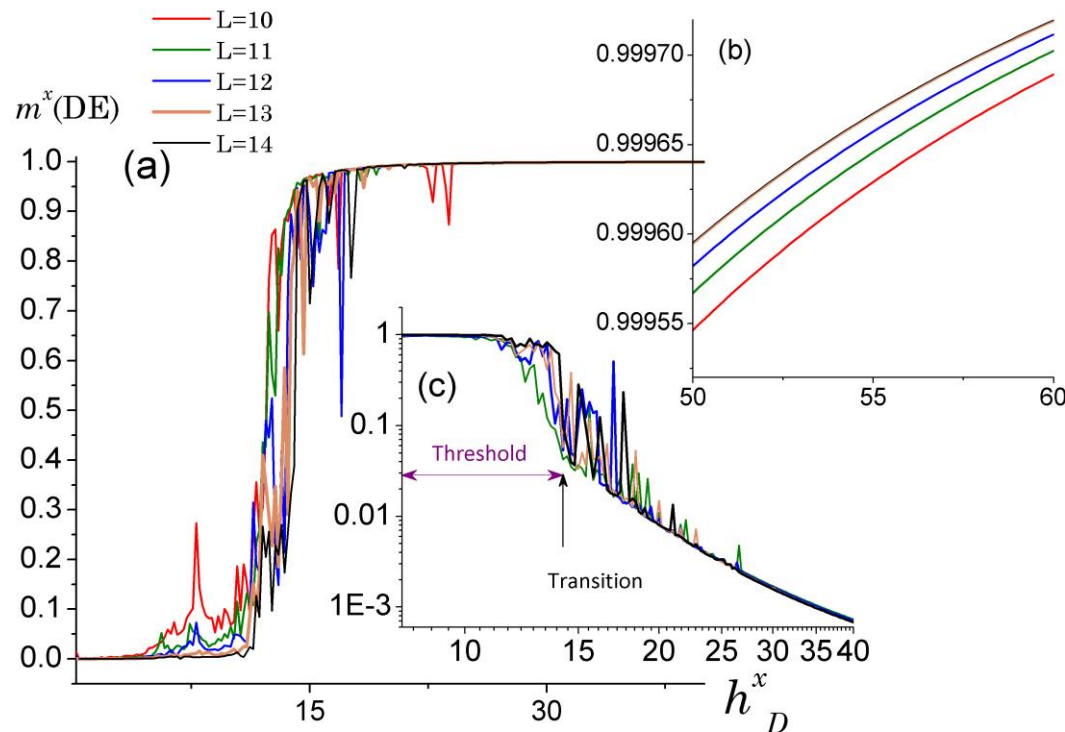 L=10
L=11
L=12
L=13
L=14
m^x(DE)
(a)
1.0
0.9
0.8
0.7
0.6
0.5
0.4
0.3
0.2
0.1
0.0
15
30
h^x_D
(b)
0.99970
0.99965
0.99960
0.99955
50
55
60
(c)
1
0.1
0.01
1E-3
Threshold
Transition
10
15
20
25
30
35
40